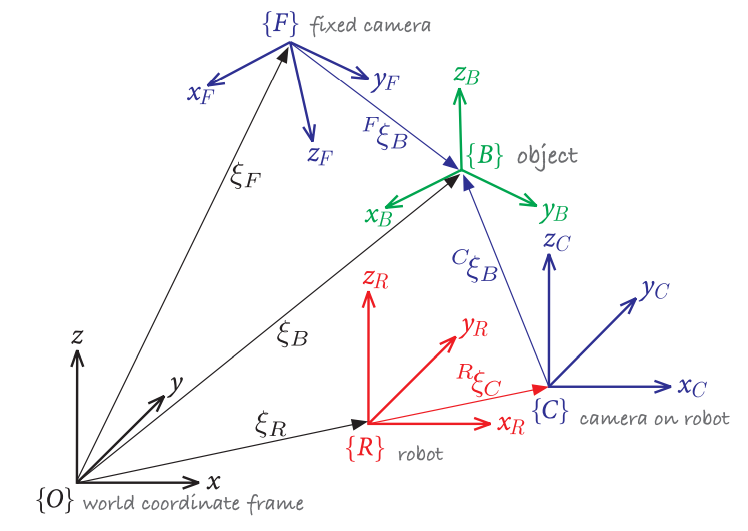 {F} fixed camera
x_F
y_F
z_F
^Fξ_B
z_B
{B} object
x_B
y_B
ξ_F
^Cξ_B
z_C
y_C
x_C
{C} camera on robot
z_R
y_R
ξ_B
^Rξ_C
x_R
{R} robot
ξ_R
z
y
x
{O} world coordinate frame